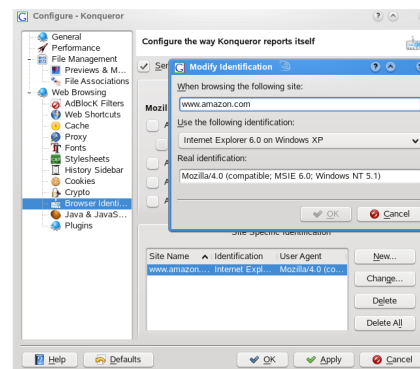 Configure - Konqueror
General
Performance
File Management
Previews & M...
File Associations
Web Browsing
AdBlocK Filters
Web Shortcuts
Cache
Proxy
Fonts
Stylesheets
History Sidebar
Cookies
Crypto
Browser Identi...
Java & JavaS...
Plugins
Configure the way Konqueror reports itself
Modify Identification
When browsing the following site:
www.amazon.com
Use the following identification:
Internet Explorer 6.0 on Windows XP
Real identification:
Mozilla/4.0 (compatible; MSIE 6.0; Windows NT 5.1)
OK Cancel
Site Specific Identification
Site Name Identification User Agent
www.amazon.... Internet Expl... Mozilla/4.0 (co...
New...
Change...
Delete
Delete All
Help Defaults OK Apply Cancel